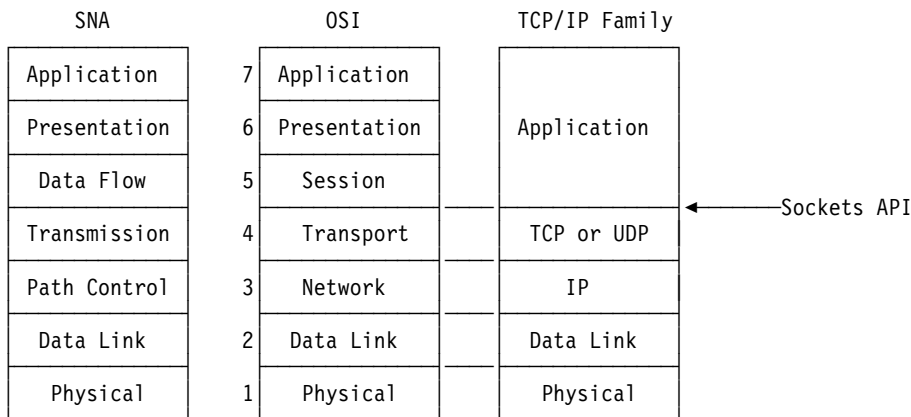 SNA OSI TCP/IP Family
Application 7 Application
Presentation 6 Presentation Application
Data Flow 5 Session
Sockets API
Transmission 4 Transport TCP or UDP
Path Control 3 Network IP
Data Link 2 Data Link Data Link
Physical 1 Physical Physical